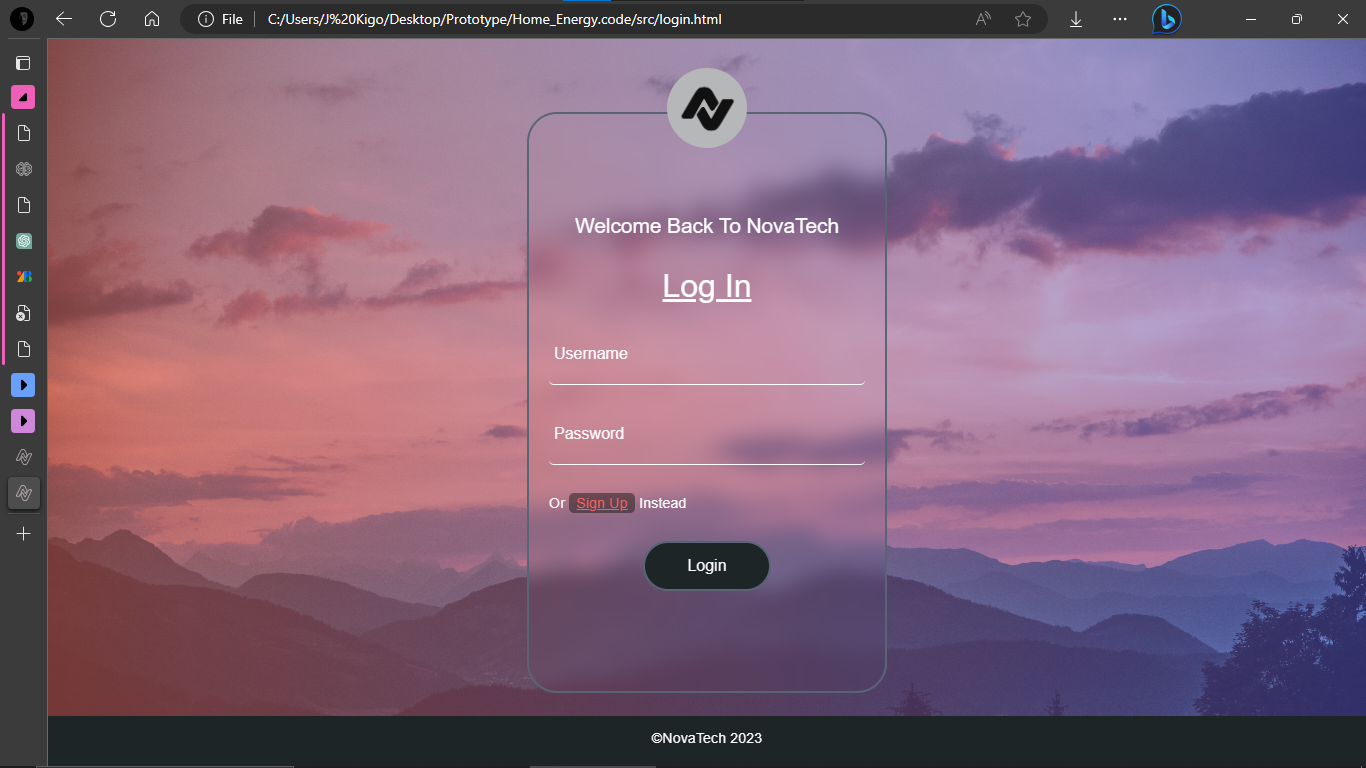 File
C:/Users/J%20Kigo/Desktop/Prototype/Home_Energy.code/src/login.html
Welcome Back To NovaTech
Log In
Username
Password
Or Sign Up Instead
Login
©NovaTech 2023